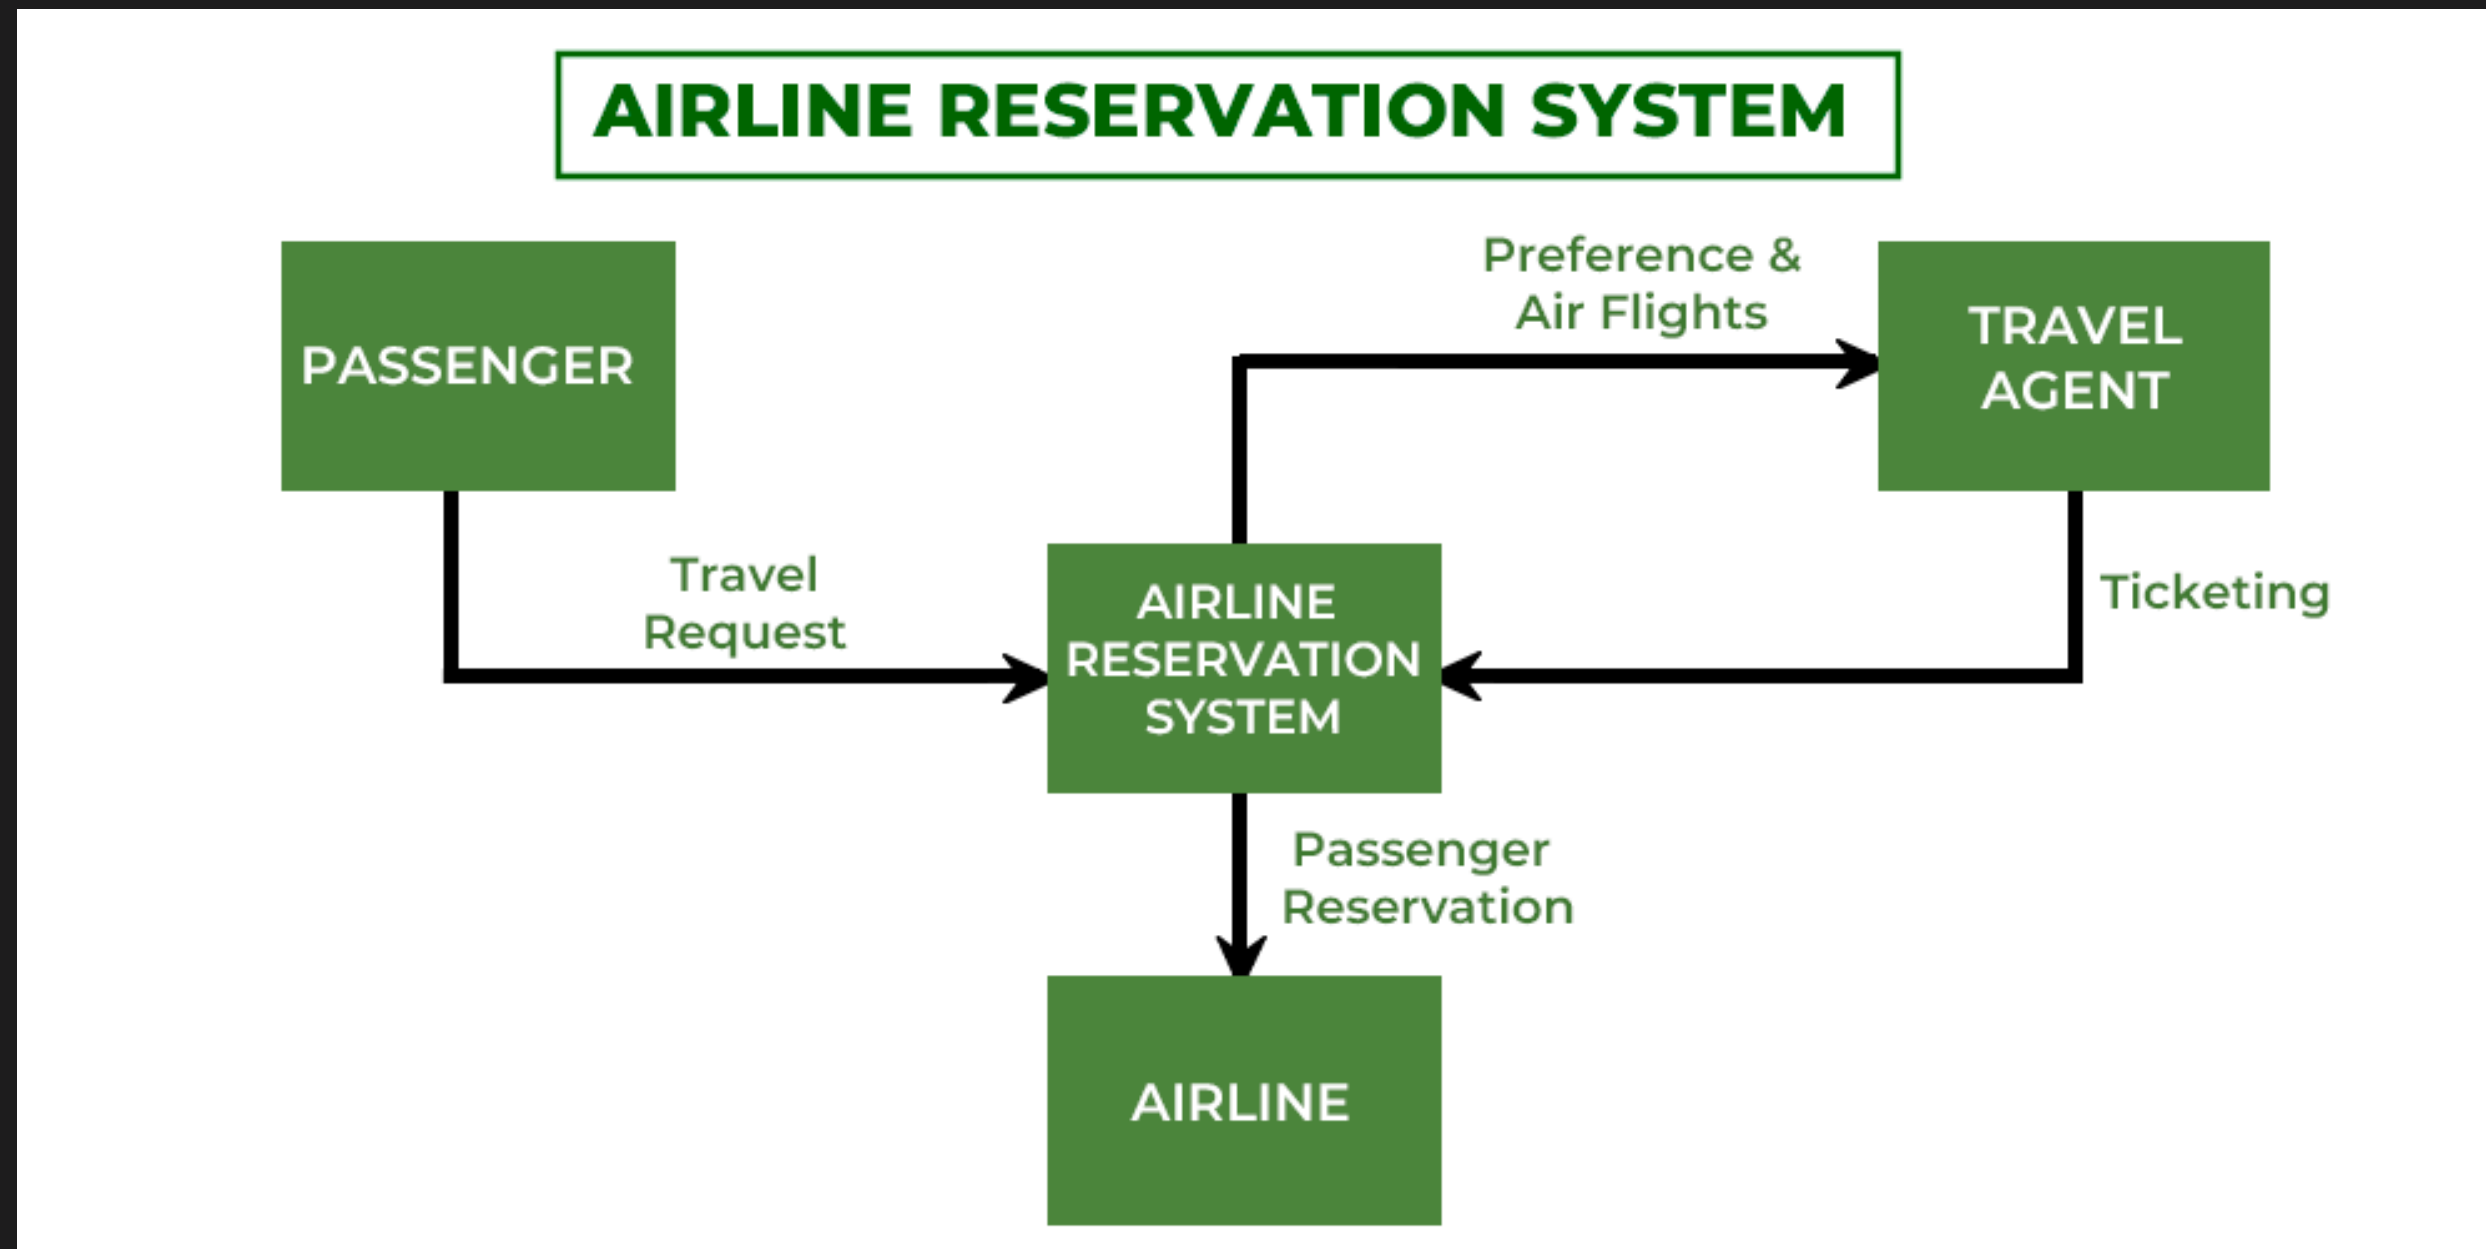 AIRLINE RESERVATION SYSTEM
PASSENGER
Preference &
Air Flights
TRAVEL
AGENT
Travel
Request
AIRLINE
RESERVATION
SYSTEM
Ticketing
Passenger
Reservation
AIRLINE